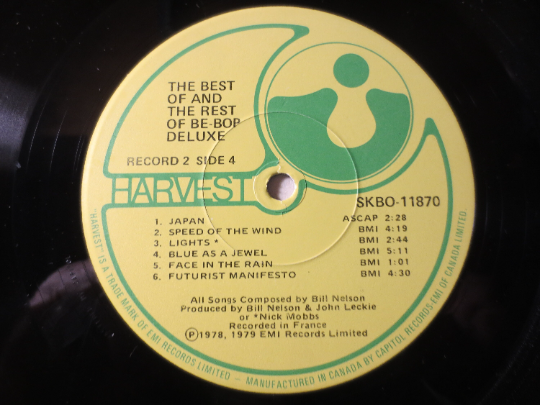 THE BEST
OF AND
THE REST
OF BE-BOP
DELUXE
RECORD 2 SIDE 4
HARVEST
SKBO-11870
1. JAPAN ASCAP 2:28
2. SPEED OF THE WIND BMI 4:19
3. LIGHTS * BMI 2:44
4. BLUE AS A JEWEL BMI 5:11
5. FACE IN THE RAIN BMI 1:01
6. FUTURIST MANIFESTO BMI 4:30
All Songs Composed by Bill Nelson
Produced by Bill Nelson & John Leckie
or *Nick Mobbs
Recorded in France
℗1978, 1979 EMI Records Limited
"HARVEST" IS A TRADE MARK OF EMI RECORDS LIMITED. – MANUFACTURED IN CANADA BY CAPITOL RECORDS EMI OF CANADA LIMITED.